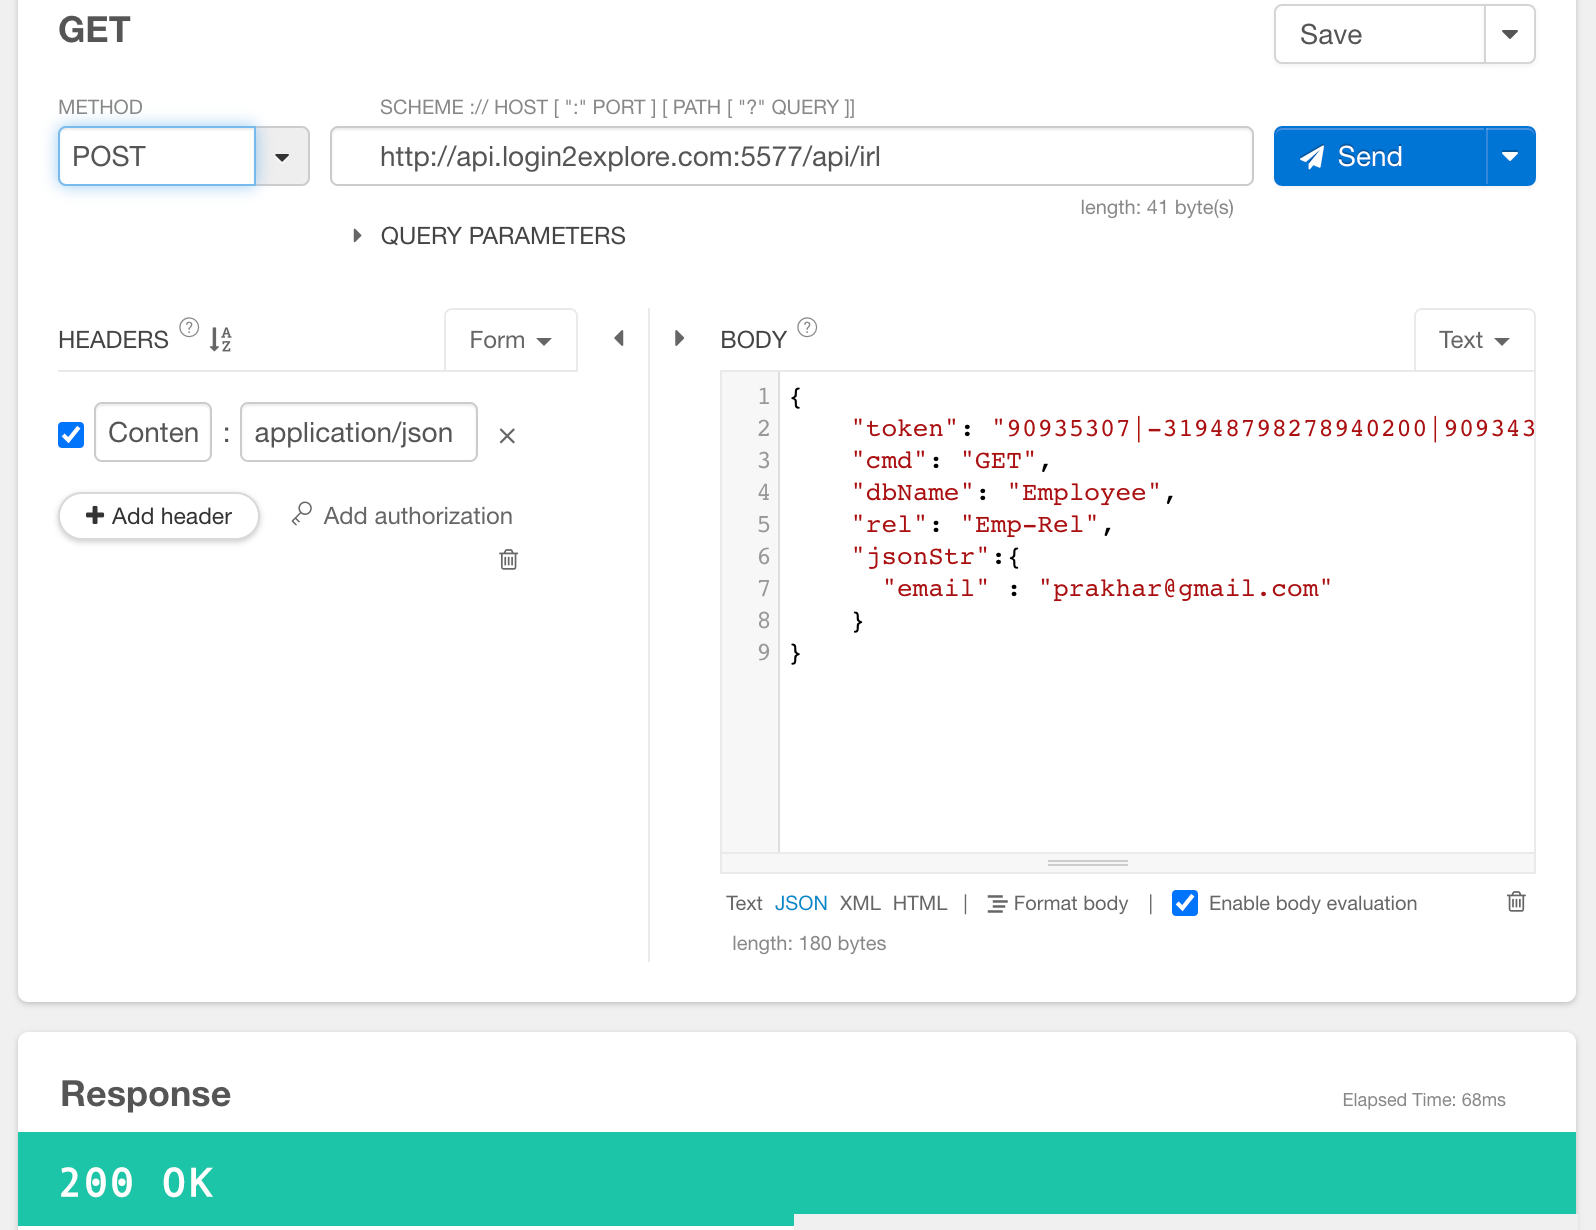 GET
Save
METHOD
SCHEME :// HOST [ ":" PORT ] [ PATH [ "?" QUERY ]]
POST
http://api.login2explore.com:5577/api/irl
Send
length: 41 byte(s)
QUERY PARAMETERS
HEADERS ? A Z
Form
BODY ?
Text
Conten : application/json ×
+ Add header
Add authorization
1 {
2 "token": "90935307|-31948798278940200|909343
3 "cmd": "GET",
4 "dbName": "Employee",
5 "rel": "Emp-Rel",
6 "jsonStr":{
7 "email" : "prakhar@gmail.com"
8 }
9 }
Text JSON XML HTML | Format body | Enable body evaluation
length: 180 bytes
Response
Elapsed Time: 68ms
200 OK